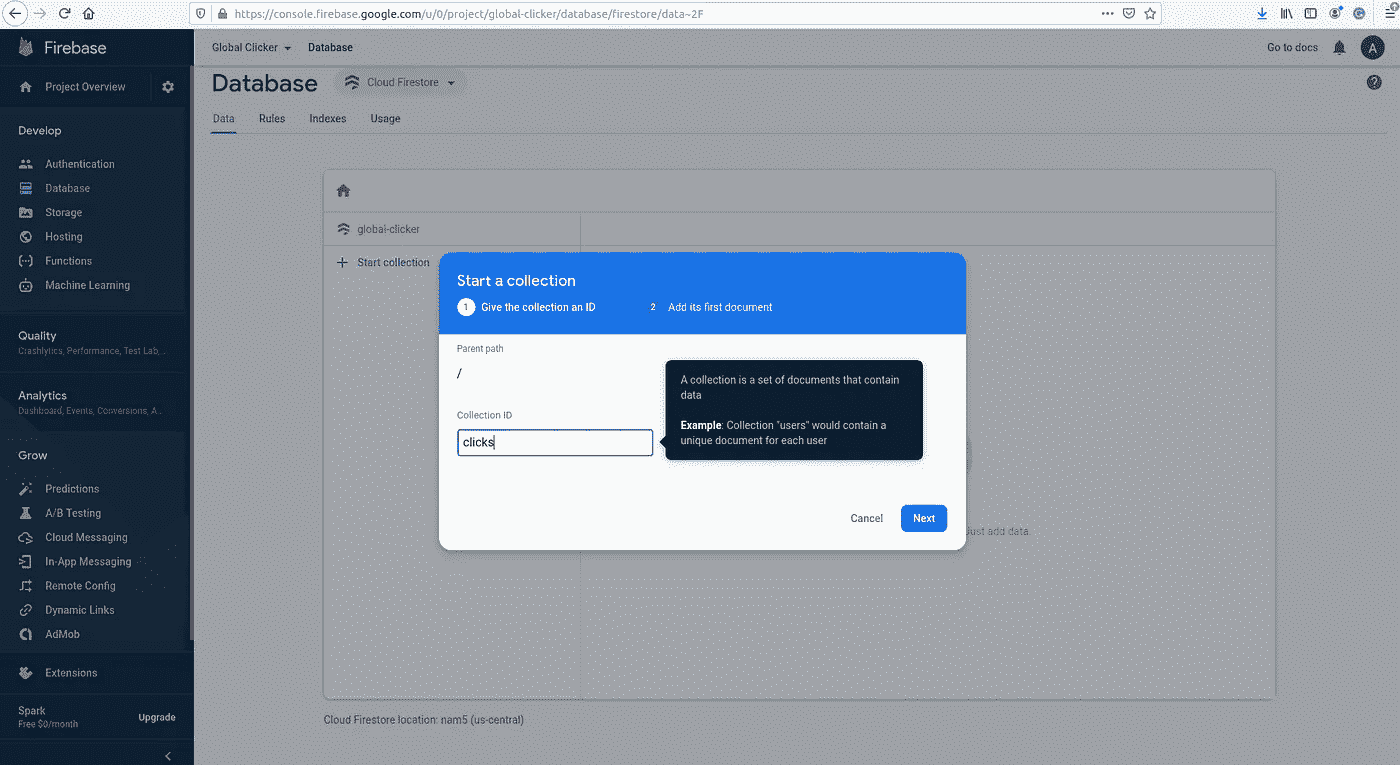 https://console.firebase.google.com/u/0/project/global-clicker/database/firestore/data~2F
Firebase
Global Clicker
Database
Go to docs
A
Project Overview
Database
Cloud Firestore
Data
Rules
Indexes
Usage
Develop
Authentication
Database
Storage
Hosting
Functions
Machine Learning
Quality
Crashlytics, Performance, Test Lab,...
Analytics
Dashboard, Events, Conversions, A...
Grow
Predictions
A/B Testing
Cloud Messaging
In-App Messaging
Remote Config
Dynamic Links
AdMob
Extensions
Spark
Free $0/month
Upgrade
global-clicker
Start collection
Start a collection
1 Give the collection an ID
2 Add its first document
Parent path
/
Collection ID
clicks
A collection is a set of documents that contain
data
Example: Collection "users" would contain a
unique document for each user
Cancel
Next
Just add data.
Cloud Firestore location: nam5 (us-central)